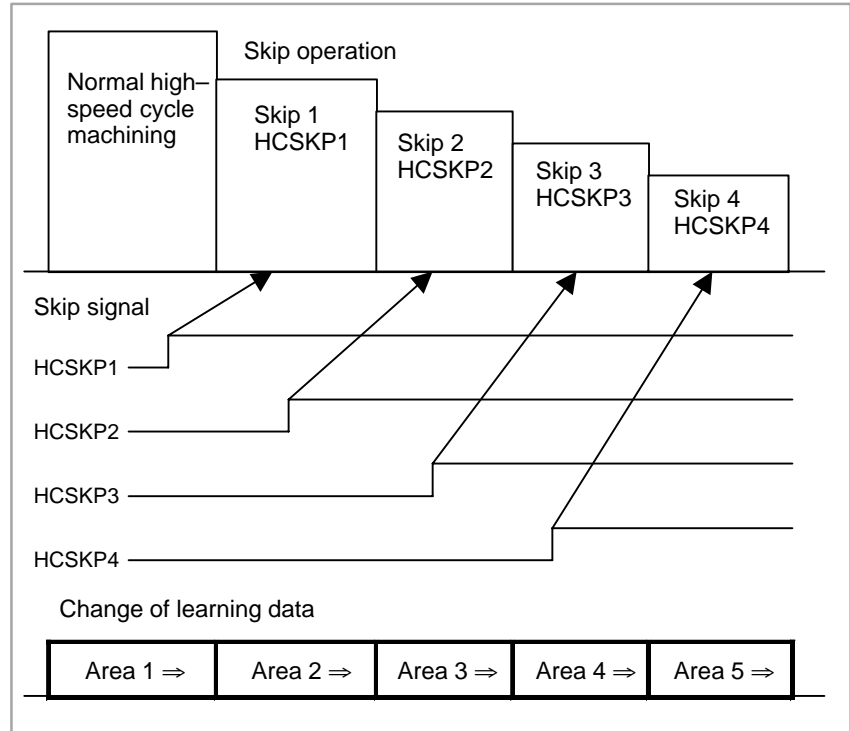 Skip operation
Normal high–
speed cycle
machining
Skip 1
HCSKP1
Skip 2
HCSKP2
Skip 3
HCSKP3
Skip 4
HCSKP4
Skip signal
HCSKP1
HCSKP2
HCSKP3
HCSKP4
Change of learning data
Area 1 ⇒
Area 2 ⇒
Area 3 ⇒
Area 4 ⇒
Area 5 ⇒